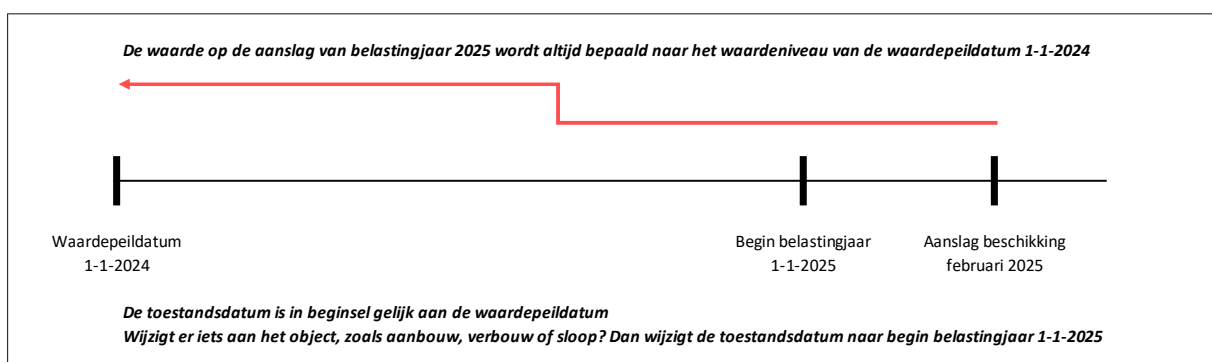 De waarde op de aanslag van belastingjaar 2025 wordt altijd bepaald naar het waardeniveau van de waardepeildatum 1-1-2024
Waardepeildatum
1-1-2024
Begin belastingjaar
1-1-2025
Aanslag beschikking
februari 2025
De toestandsdatum is in beginsel gelijk aan de waardepeildatum
Wijzigt er iets aan het object, zoals aanbouw, verbouw of sloop? Dan wijzigt de toestandsdatum naar begin belastingjaar 1-1-2025